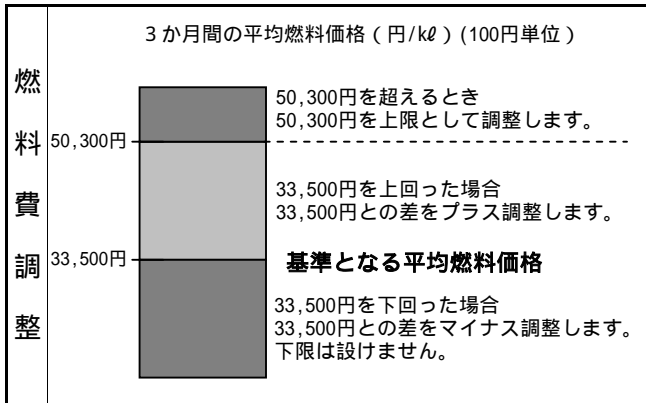 燃料費調整
3か月間の平均燃料価格（円/kℓ）(100円単位）
50,300円を超えるとき
50,300円を上限として調整します。
50,300円
33,500円を上回った場合
33,500円との差をプラス調整します。
33,500円
基準となる平均燃料価格
33,500円を下回った場合
33,500円との差をマイナス調整します。
下限は設けません。